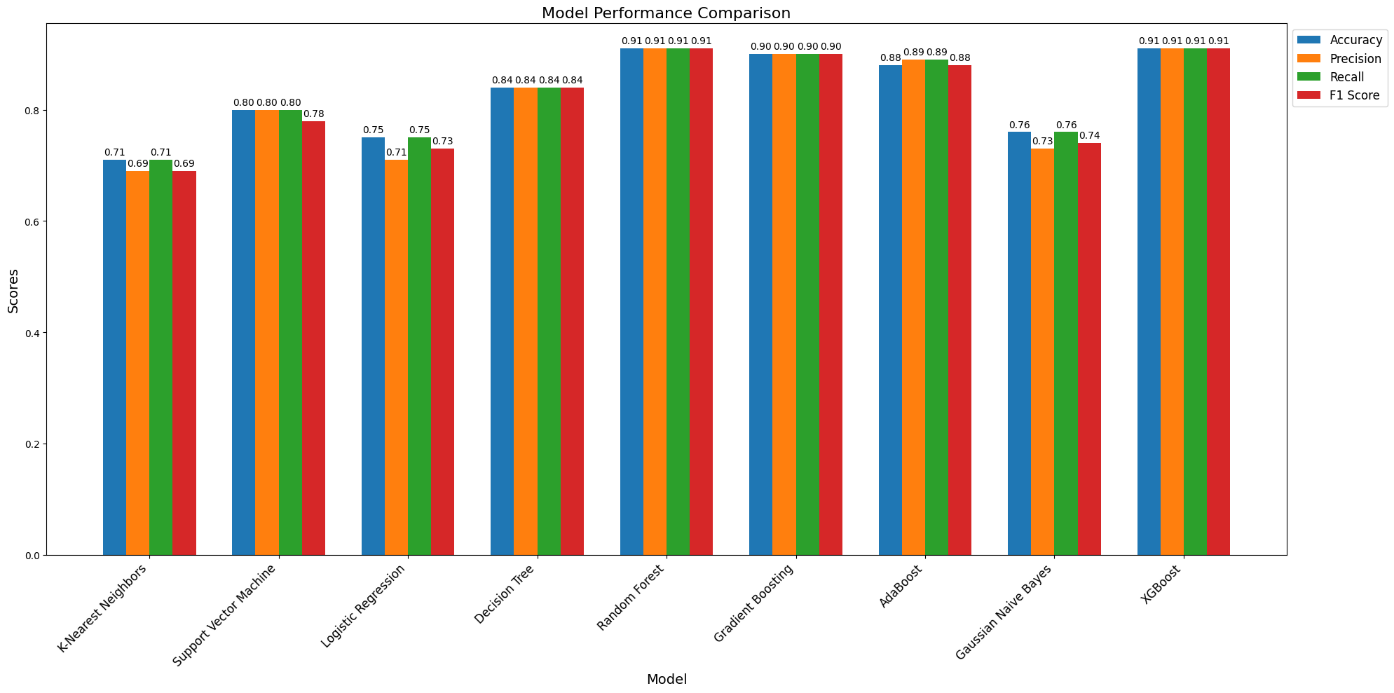 Model Performance Comparison
Accuracy
Precision
Recall
F1 Score
Scores
0.8
0.6
0.4
0.2
0.0
0.71 0.69 0.71 0.69
0.80 0.80 0.80 0.78
0.75 0.71 0.75 0.73
0.84 0.84 0.84 0.84
0.91 0.91 0.91 0.91
0.90 0.90 0.90 0.90
0.88 0.89 0.89 0.88
0.76 0.73 0.76 0.74
0.91 0.91 0.91 0.91
K-Nearest Neighbors
Support Vector Machine
Logistic Regression
Decision Tree
Random Forest
Gradient Boosting
AdaBoost
Gaussian Naive Bayes
XGBoost
Model